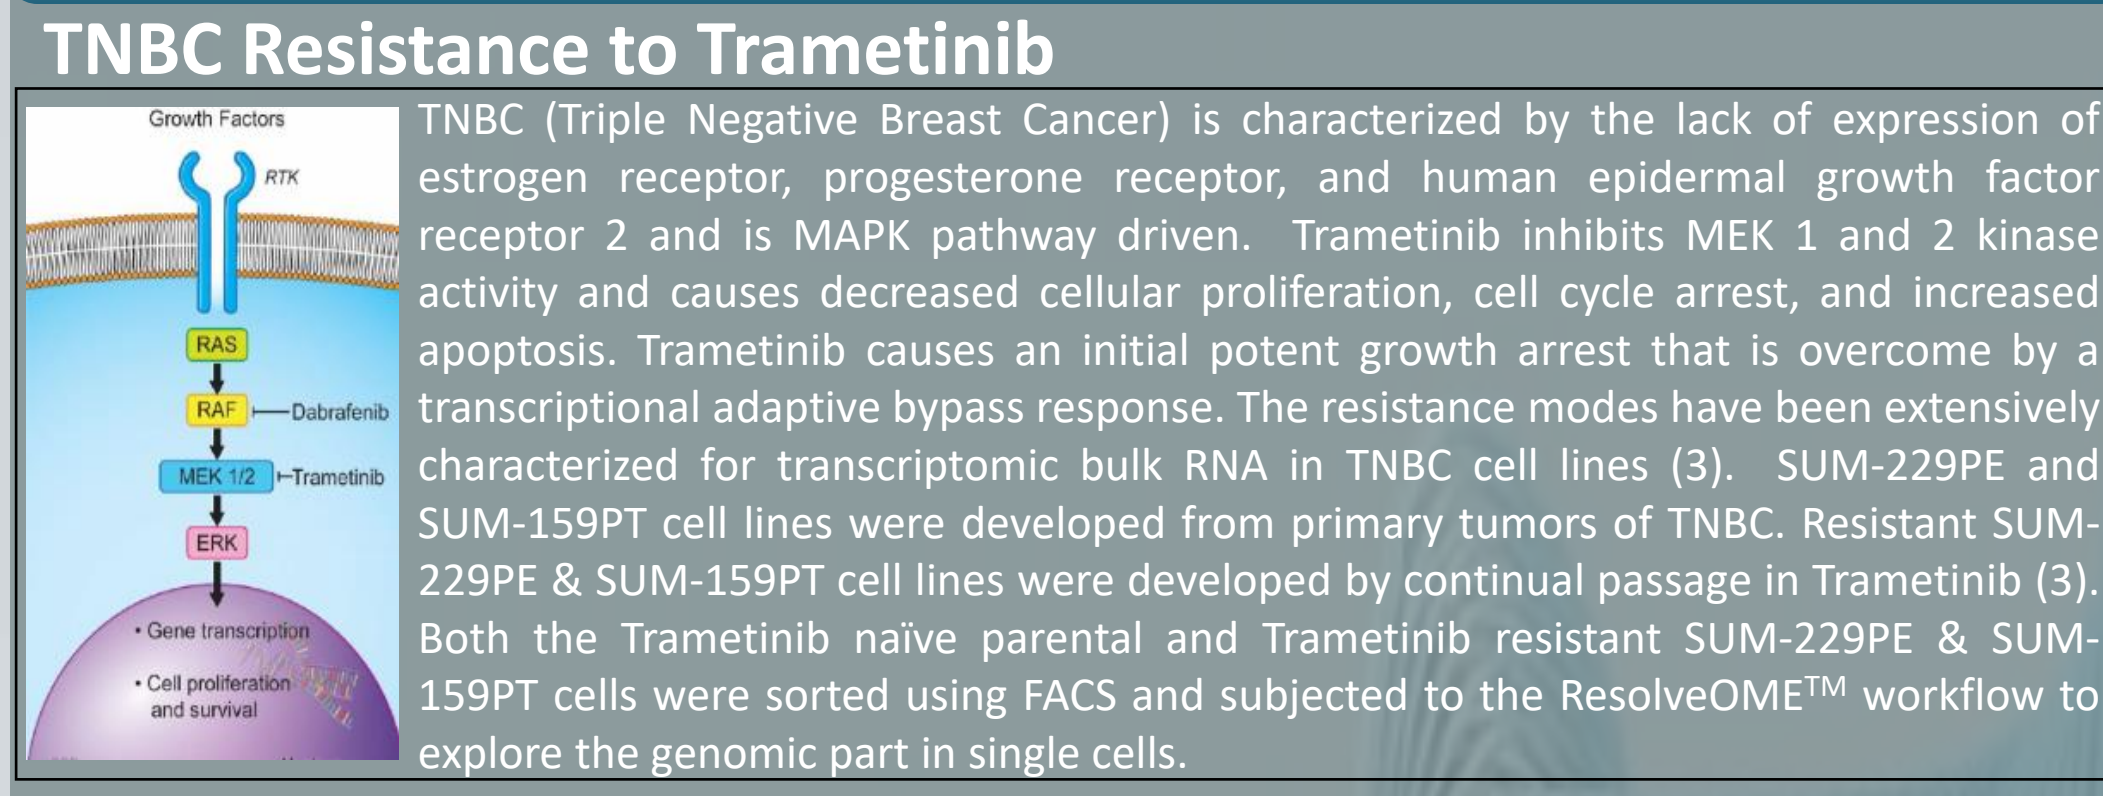 TNBC Resistance to Trametinib
Growth Factors
RTK
RAS
RAF
Dabrafenib
MEK 1/2
Trametinib
ERK
• Gene transcription
• Cell proliferation
and survival
TNBC (Triple Negative Breast Cancer) is characterized by the lack of expression of
estrogen receptor, progesterone receptor, and human epidermal growth factor
receptor 2 and is MAPK pathway driven. Trametinib inhibits MEK 1 and 2 kinase
activity and causes decreased cellular proliferation, cell cycle arrest, and increased
apoptosis. Trametinib causes an initial potent growth arrest that is overcome by a
transcriptional adaptive bypass response. The resistance modes have been extensively
characterized for transcriptomic bulk RNA in TNBC cell lines (3). SUM-229PE and
SUM-159PT cell lines were developed from primary tumors of TNBC. Resistant SUM-
229PE & SUM-159PT cell lines were developed by continual passage in Trametinib (3).
Both the Trametinib naïve parental and Trametinib resistant SUM-229PE & SUM-
159PT cells were sorted using FACS and subjected to the ResolveOME™ workflow to
explore the genomic part in single cells.